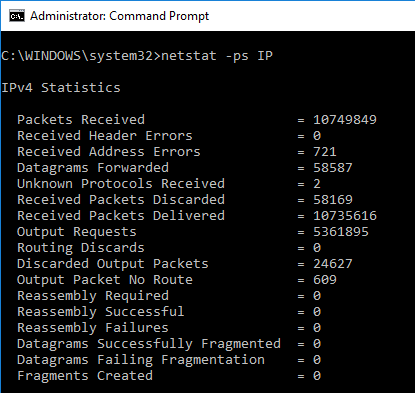 Administrator: Command Prompt
C:\WINDOWS\system32>netstat -ps IP
IPv4 Statistics
Packets Received = 10749849
Received Header Errors = 0
Received Address Errors = 721
Datagrams Forwarded = 58587
Unknown Protocols Received = 2
Received Packets Discarded = 58169
Received Packets Delivered = 10735616
Output Requests = 5361895
Routing Discards = 0
Discarded Output Packets = 24627
Output Packet No Route = 609
Reassembly Required = 0
Reassembly Successful = 0
Reassembly Failures = 0
Datagrams Successfully Fragmented = 0
Datagrams Failing Fragmentation = 0
Fragments Created = 0